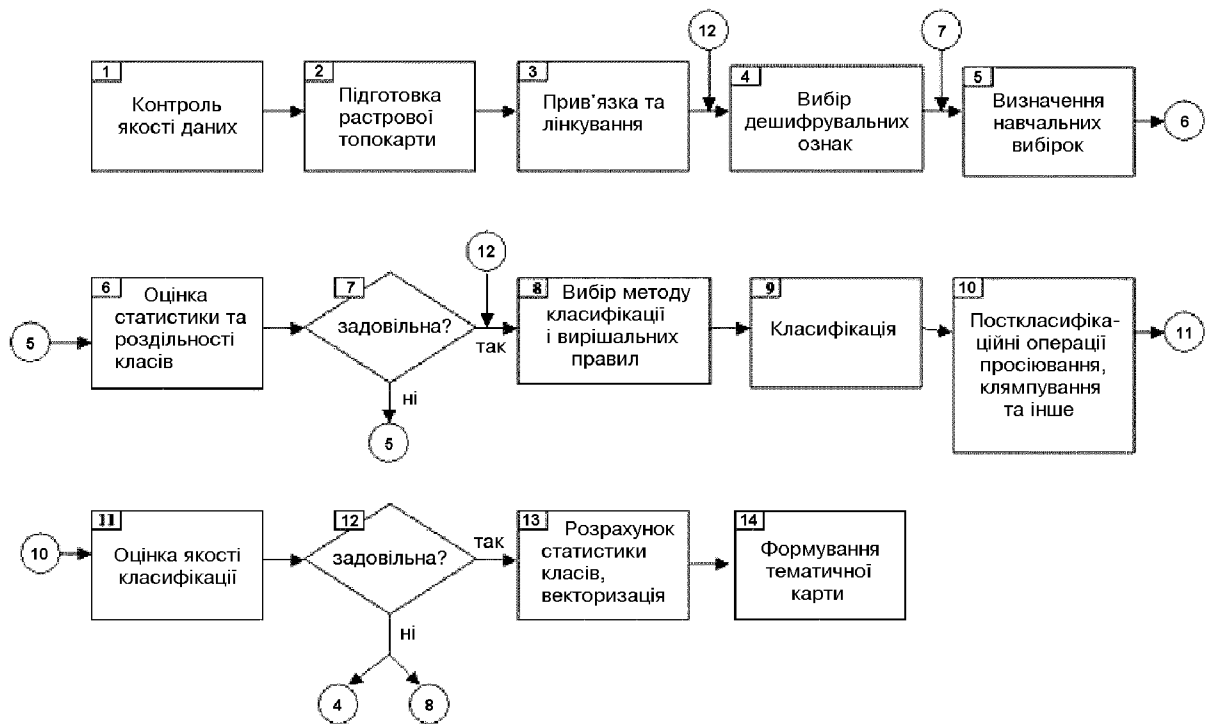 12
7
1
Контроль
якості даних
2
Підготовка
растрової
топокарти
3
Прив'язка та
лінкування
4
Вибір
дешифрувальних
ознак
5
Визначення
навчальних
вибірок
6
12
5
6
Оцінка
статистики та
роздільності
класів
7
задовільна?
так
ні
5
8
Вибір методу
класифікації
і вирішальних
правил
9
Класифікація
10
Посткласифіка-
ційні операції
просіювання,
клямпування
та інше
11
10
11
Оцінка якості
класифікації
12
задовільна?
так
ні
4
8
13
Розрахунок
статистики
класів,
векторизація
14
Формування
тематичної
карти